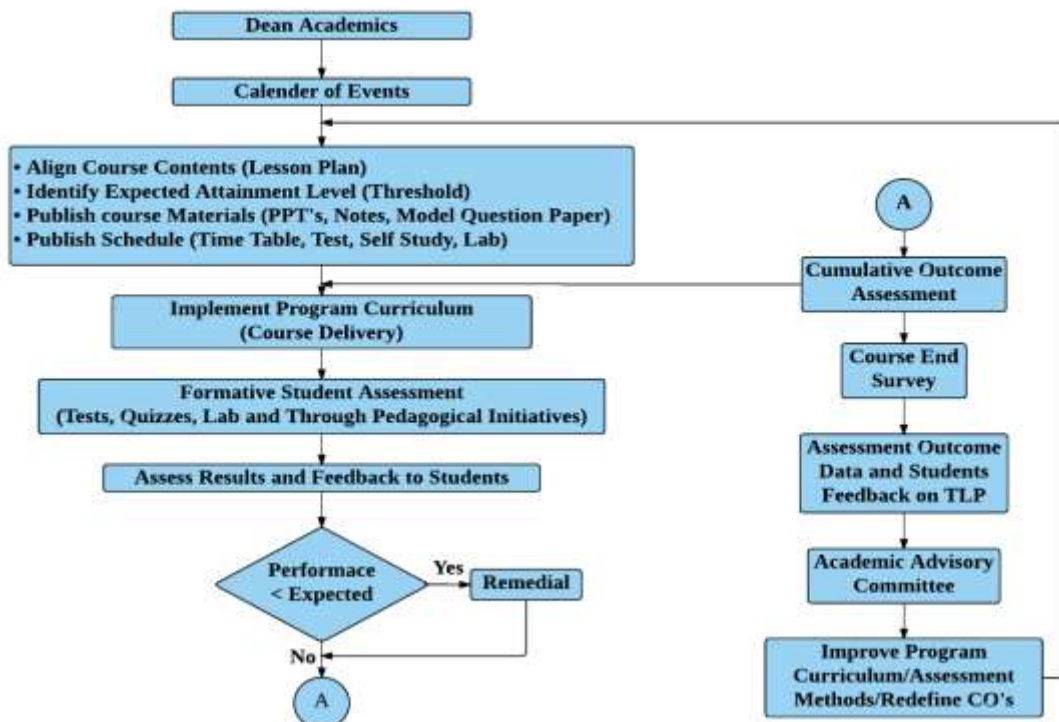 Dean Academics
Calender of Events
• Align Course Contents (Lesson Plan)
• Identify Expected Attainment Level (Threshold)
• Publish course Materials (PPT's, Notes, Model Question Paper)
• Publish Schedule (Time Table, Test, Self Study, Lab)
Implement Program Curriculum
(Course Delivery)
Formative Student Assessment
(Tests, Quizzes, Lab and Through Pedagogical Initiatives)
Assess Results and Feedback to Students
Performace
< Expected
Yes
Remedial
No
A
A
Cumulative Outcome
Assessment
Course End
Survey
Assessment Outcome
Data and Students
Feedback on TLP
Academic Advisory
Committee
Improve Program
Curriculum/Assessment
Methods/Redefine CO's